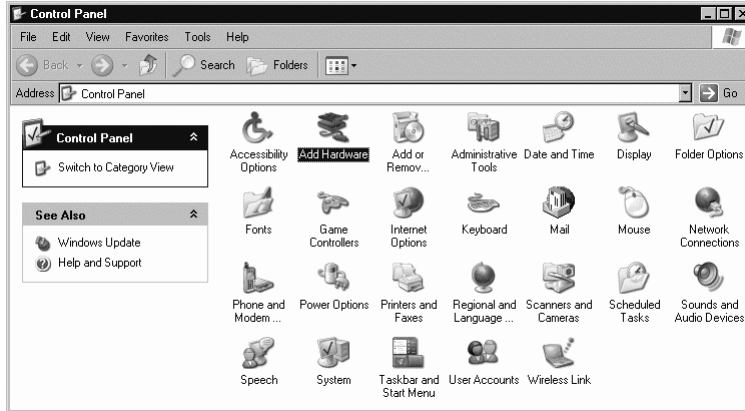 Control Panel
File Edit View Favorites Tools Help
Back Search Folders
Address Control Panel Go
Control Panel
Switch to Category View
See Also
Windows Update
Help and Support
Accessibility Options
Add Hardware
Add or Remov...
Administrative Tools
Date and Time
Display
Folder Options
Fonts
Game Controllers
Internet Options
Keyboard
Mail
Mouse
Network Connections
Phone and Modem ...
Power Options
Printers and Faxes
Regional and Language ...
Scanners and Cameras
Scheduled Tasks
Sounds and Audio Devices
Speech
System
Taskbar and Start Menu
User Accounts
Wireless Link